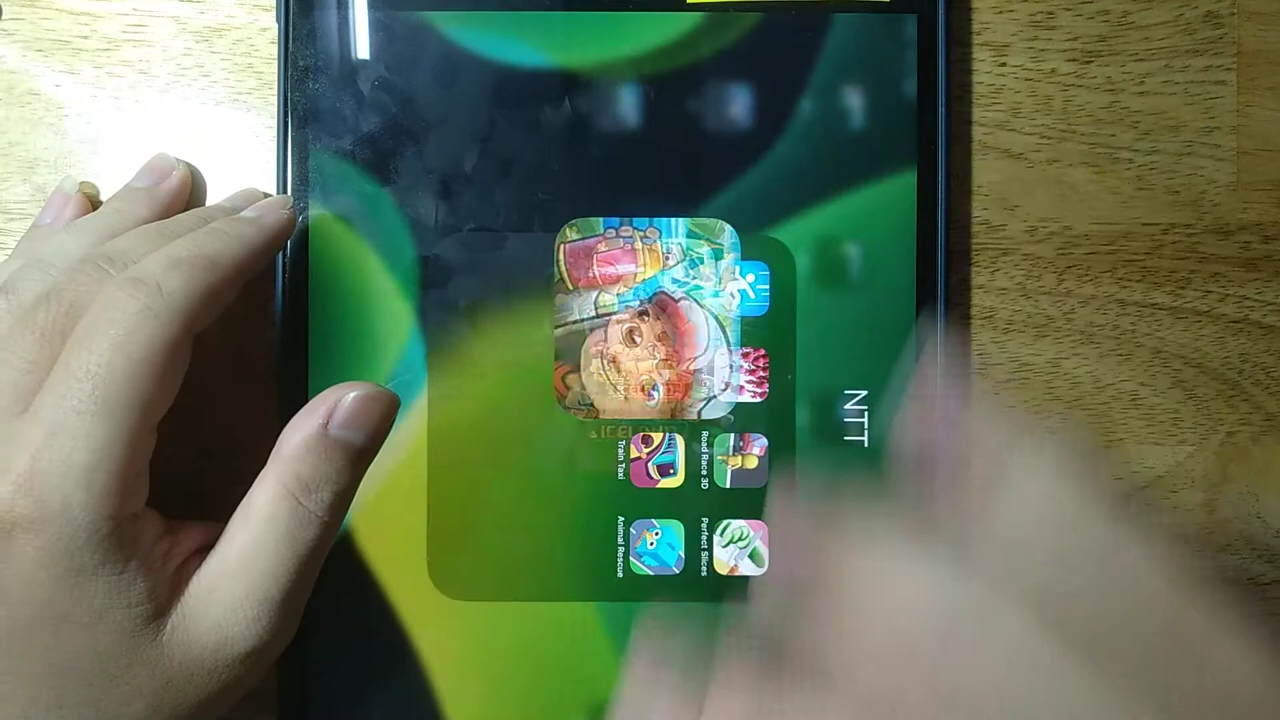 NTT
Road Race 3D
Perfect Slices
Train Taxi
Animal Rescue